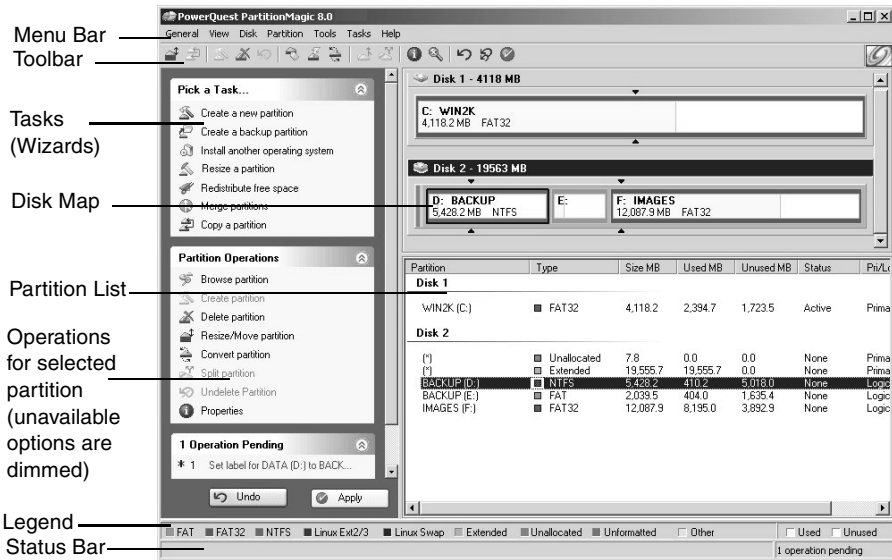 PowerQuest PartitionMagic 8.0
Menu Bar
General View Disk Partition Tools Tasks Help
Toolbar
Tasks
(Wizards)
Pick a Task...
Create a new partition
Create a backup partition
Install another operating system
Resize a partition
Redistribute free space
Merge partitions
Copy a partition
Disk 1 - 4118 MB
C: WIN2K
4,118.2 MB FAT32
Disk 2 - 19563 MB
Disk Map
D: BACKUP
5,428.2 MB NTFS
E:
F: IMAGES
12,087.9 MB FAT32
Partition Operations
Browse partition
Create partition
Delete partition
Resize/Move partition
Convert partition
Split partition
Undelete Partition
Properties
Partition List
Partition Type Size MB Used MB Unused MB Status Pri/Lo
Disk 1
WIN2K (C:) FAT32 4,118.2 2,394.7 1,723.5 Active Prima
Disk 2
(*) Unallocated 7.8 0.0 0.0 None Prima
(*) Extended 19,555.7 19,555.7 0.0 None Prima
BACKUP (D:) NTFS 5,428.2 410.2 5,018.0 None Logic
BACKUP (E:) FAT 2,039.5 404.0 1,635.4 None Logic
IMAGES (F:) FAT32 12,087.9 8,195.0 3,892.9 None Logic
Operations
for selected
partition
(unavailable
options are
dimmed)
1 Operation Pending
* 1 Set label for DATA (D:) to BACK...
Undo Apply
Legend
FAT FAT32 NTFS Linux Ext2/3 Linux Swap Extended Unallocated Unformatted Other Used Unused
Status Bar
1 operation pending